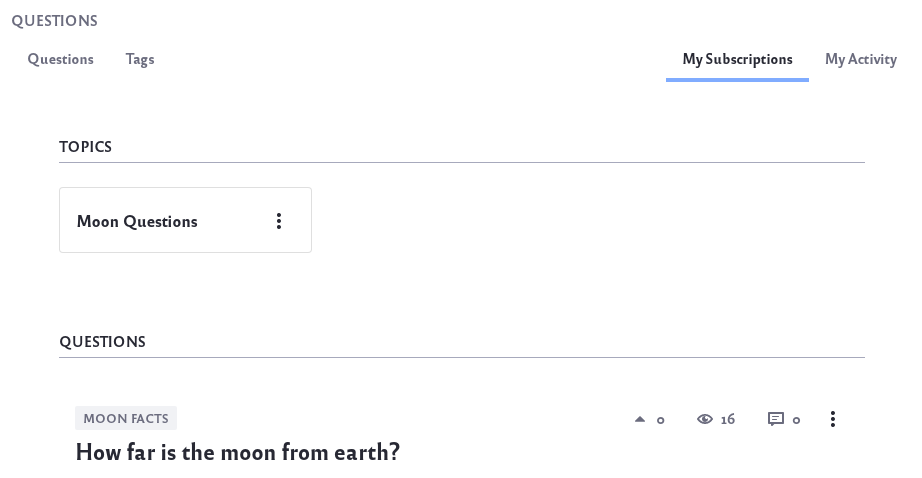 QUESTIONS
Questions Tags My Subscriptions My Activity
TOPICS
Moon Questions
QUESTIONS
MOON FACTS 0 16 0
How far is the moon from earth?